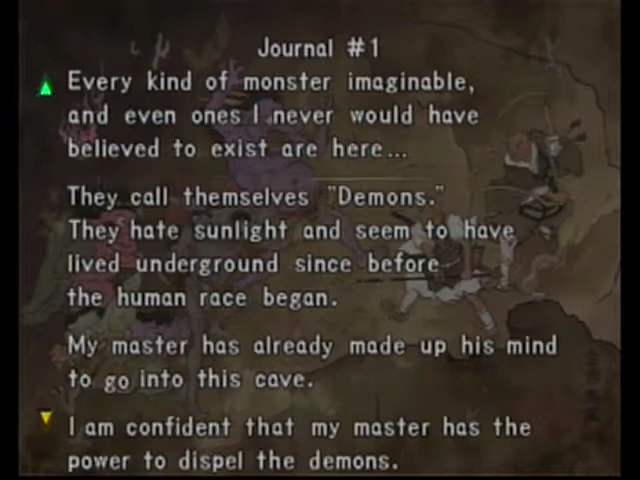 Journal #1
Every kind of monster imaginable,
and even ones I never would have
believed to exist are here...
They call themselves "Demons."
They hate sunlight and seem to have
lived underground since before
the human race began.
My master has already made up his mind
to go into this cave.
I am confident that my master has the
power to dispel the demons.